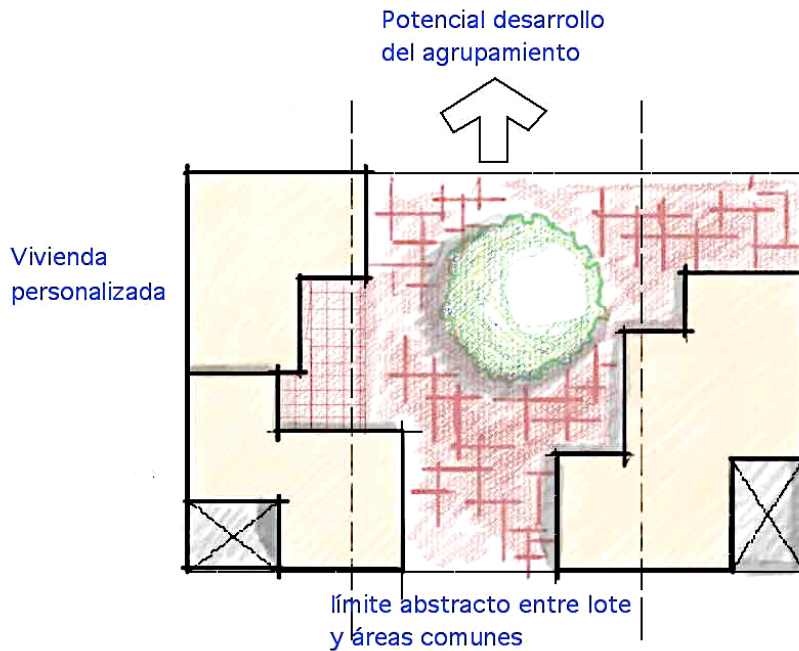 Potencial desarrollo
del agrupamiento
Vivienda
personalizada
límite abstracto entre lote
y áreas comunes